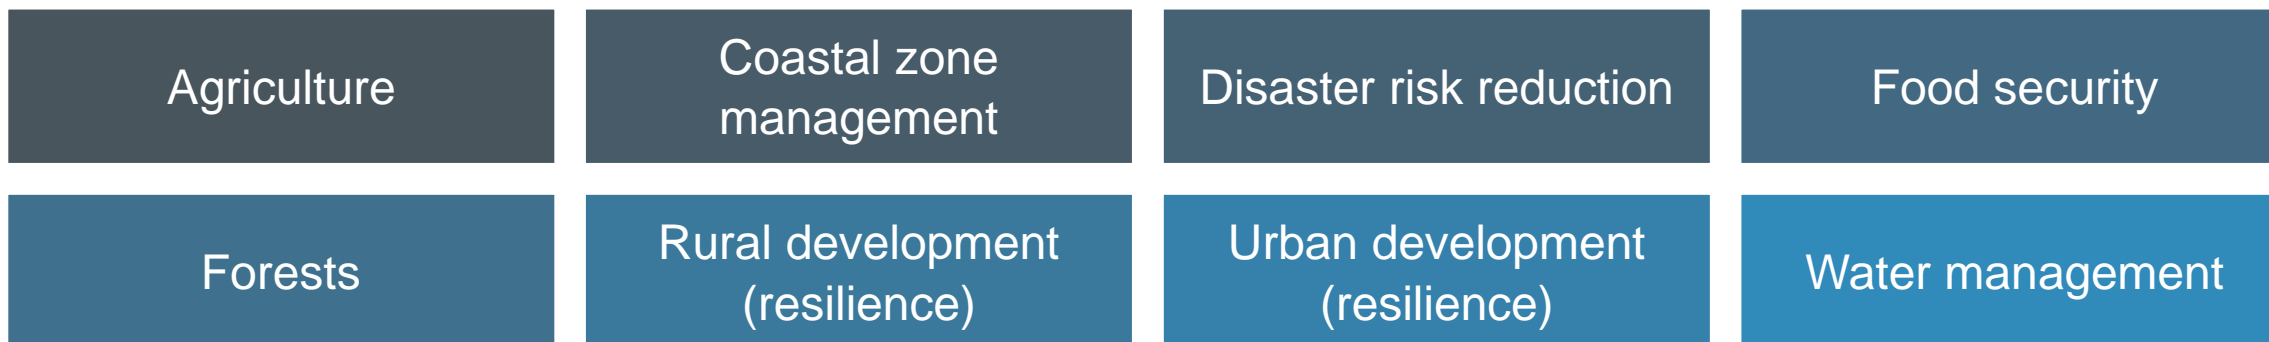 Agriculture
Coastal zone
management
Disaster risk reduction
Food security
Forests
Rural development
(resilience)
Urban development
(resilience)
Water management